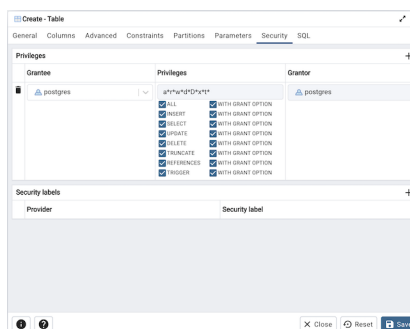 Create - Table
General Columns Advanced Constraints Partitions Parameters Security SQL
Privileges
Grantee Privileges Grantor
postgres a*r*w*d*D*x*t* postgres
ALL WITH GRANT OPTION
INSERT WITH GRANT OPTION
SELECT WITH GRANT OPTION
UPDATE WITH GRANT OPTION
DELETE WITH GRANT OPTION
TRUNCATE WITH GRANT OPTION
REFERENCES WITH GRANT OPTION
TRIGGER WITH GRANT OPTION
Security labels
Provider Security label
Close Reset Save